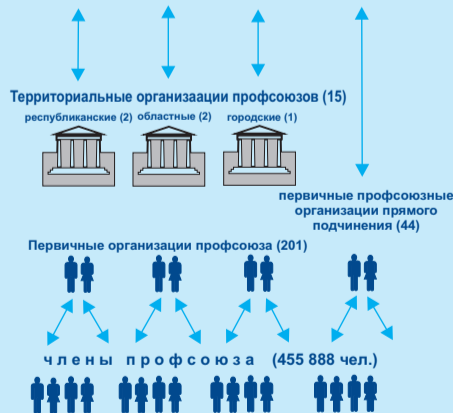 Территориальные организаации профсоюзов (15)
республиканские (2) областные (2) городские (1)
первичные профсоюзные
организации прямого
подчинения (44)
Первичные организации профсоюза (201)
члены профсоюза (455 888 чел.)